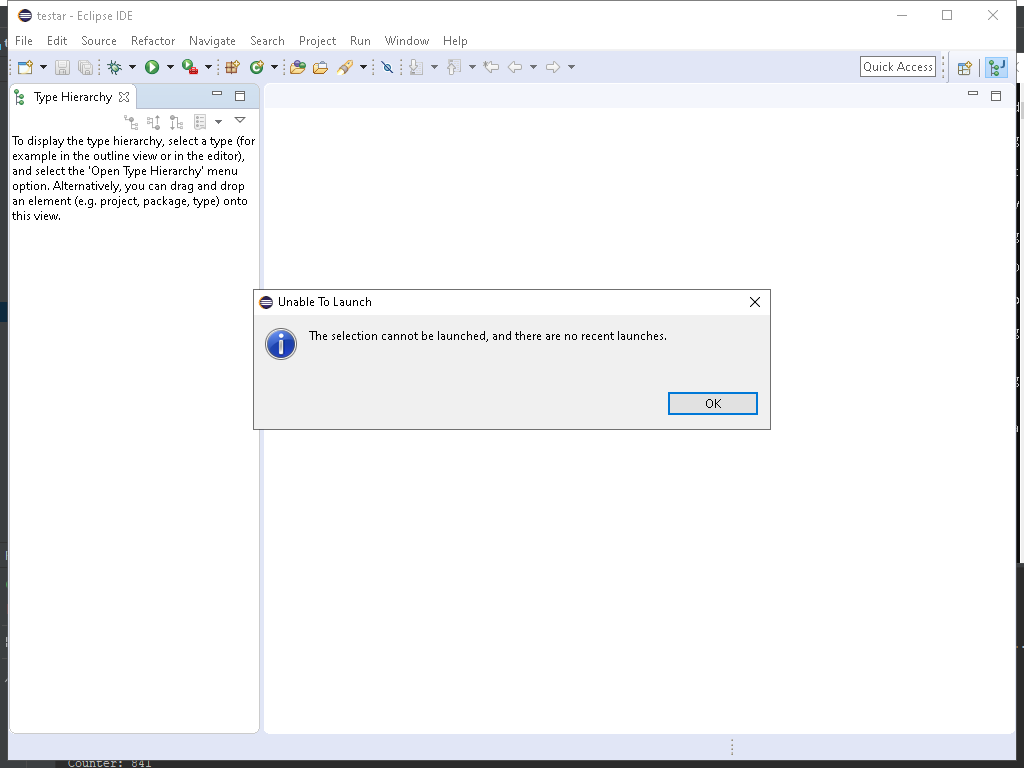 testar - Eclipse IDE
File Edit Source Refactor Navigate Search Project Run Window Help
Quick Access
Type Hierarchy
To display the type hierarchy, select a type (for
example in the outline view or in the editor),
and select the 'Open Type Hierarchy' menu
option. Alternatively, you can drag and drop
an element (e.g. project, package, type) onto
this view.
Unable To Launch
The selection cannot be launched, and there are no recent launches.
OK
Counter: 841